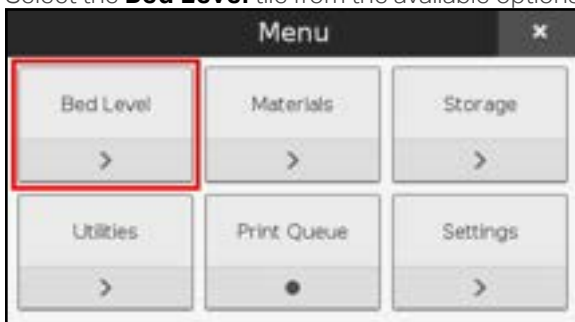 Select the Bed Level tile from the available options
Menu
Bed Level
Materials
Storage
Utilities
Print Queue
Settings